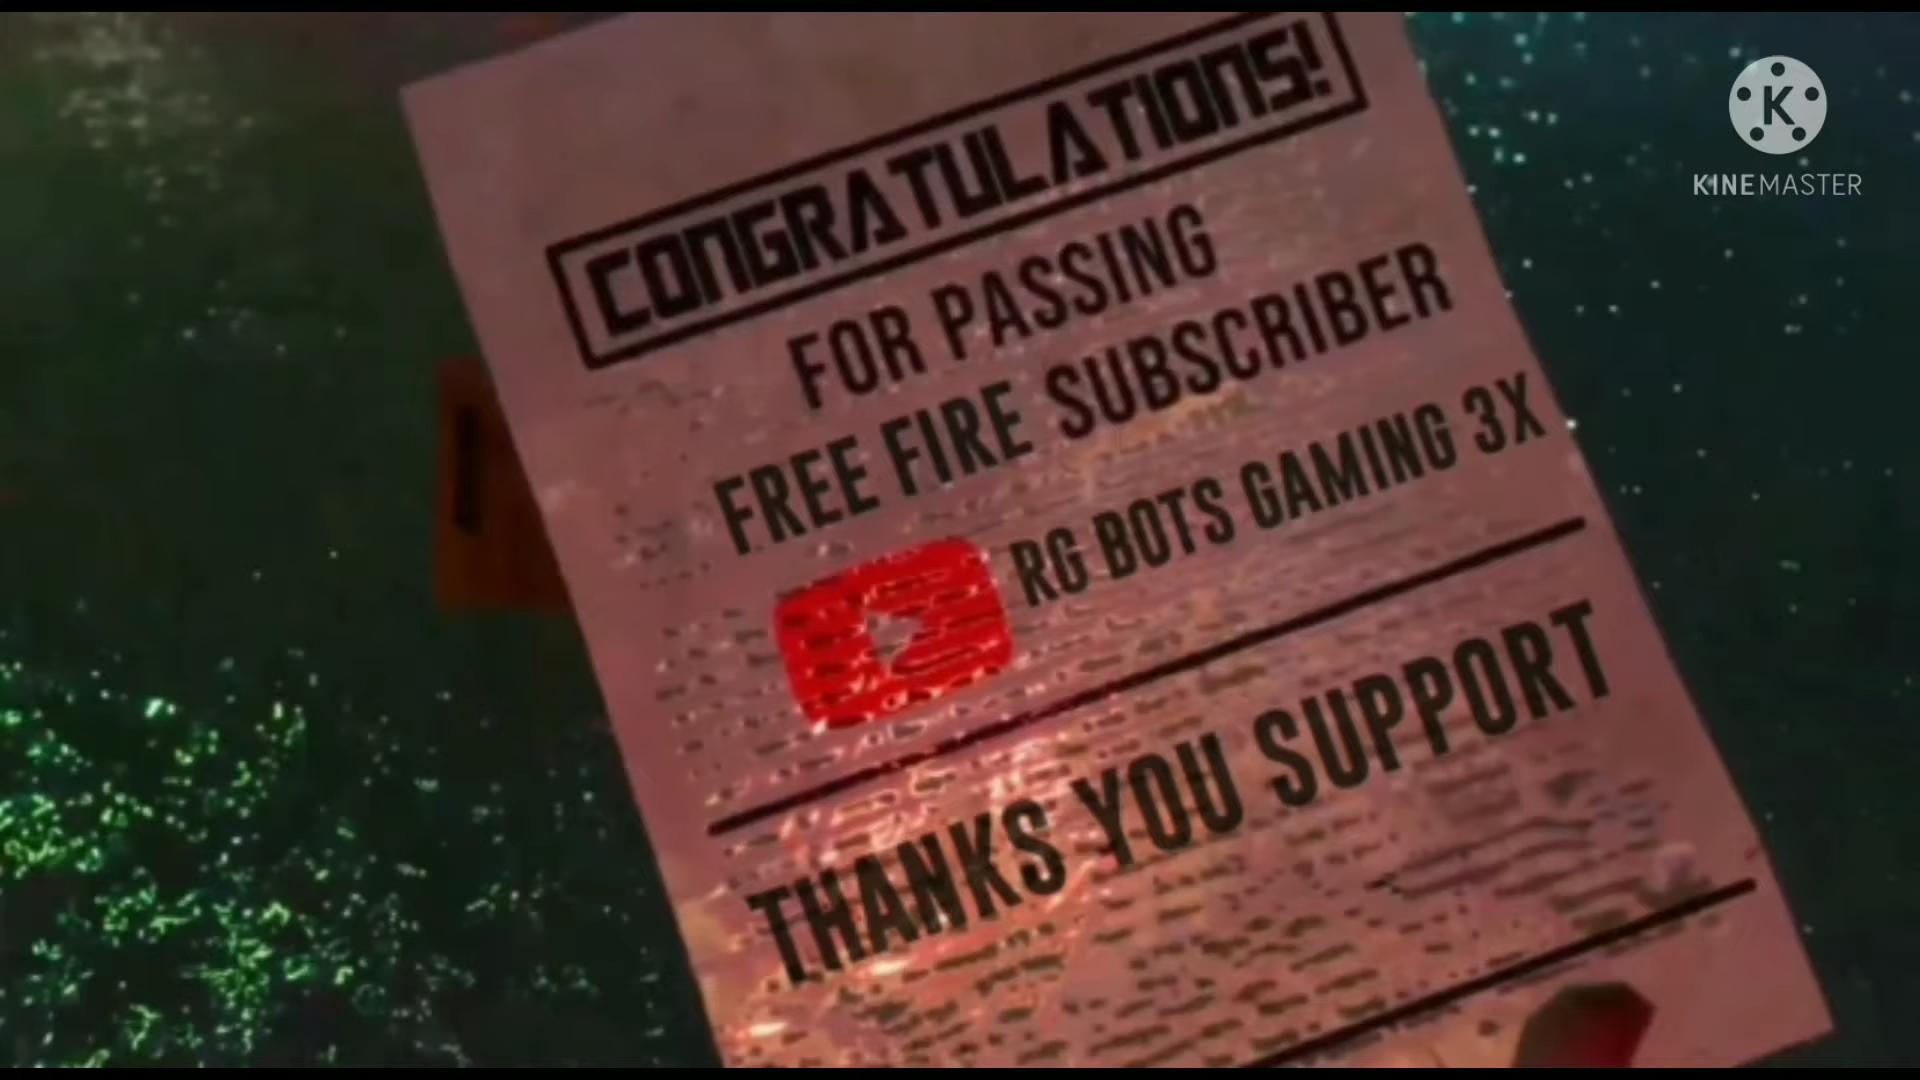 CONGRATULATIONS!
FOR PASSING
FREE FIRE SUBSCRIBER
RG BOTS GAMING 3X
THANKS YOU SUPPORT
K
KINEMASTER